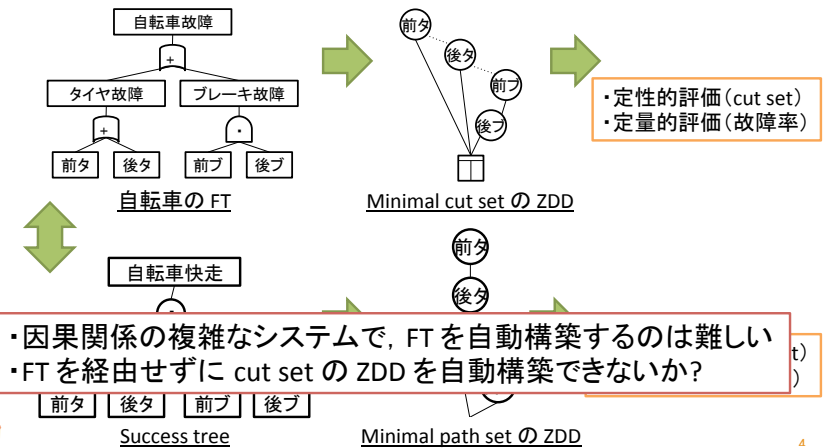 自転車故障
+
タイヤ故障
ブレーキ故障
+
・
前タ
後タ
前ブ
後ブ
自転車の FT
前タ
後タ
前ブ
後ブ
Minimal cut set の ZDD
・定性的評価(cut set)
・定量的評価(故障率)
自転車快走
前タ
後タ
・因果関係の複雑なシステムで, FT を自動構築するのは難しい
・FT を経由せずに cut set の ZDD を自動構築できないか?
t)
)
前タ
後タ
前ブ
後ブ
Success tree
Minimal path set の ZDD
4